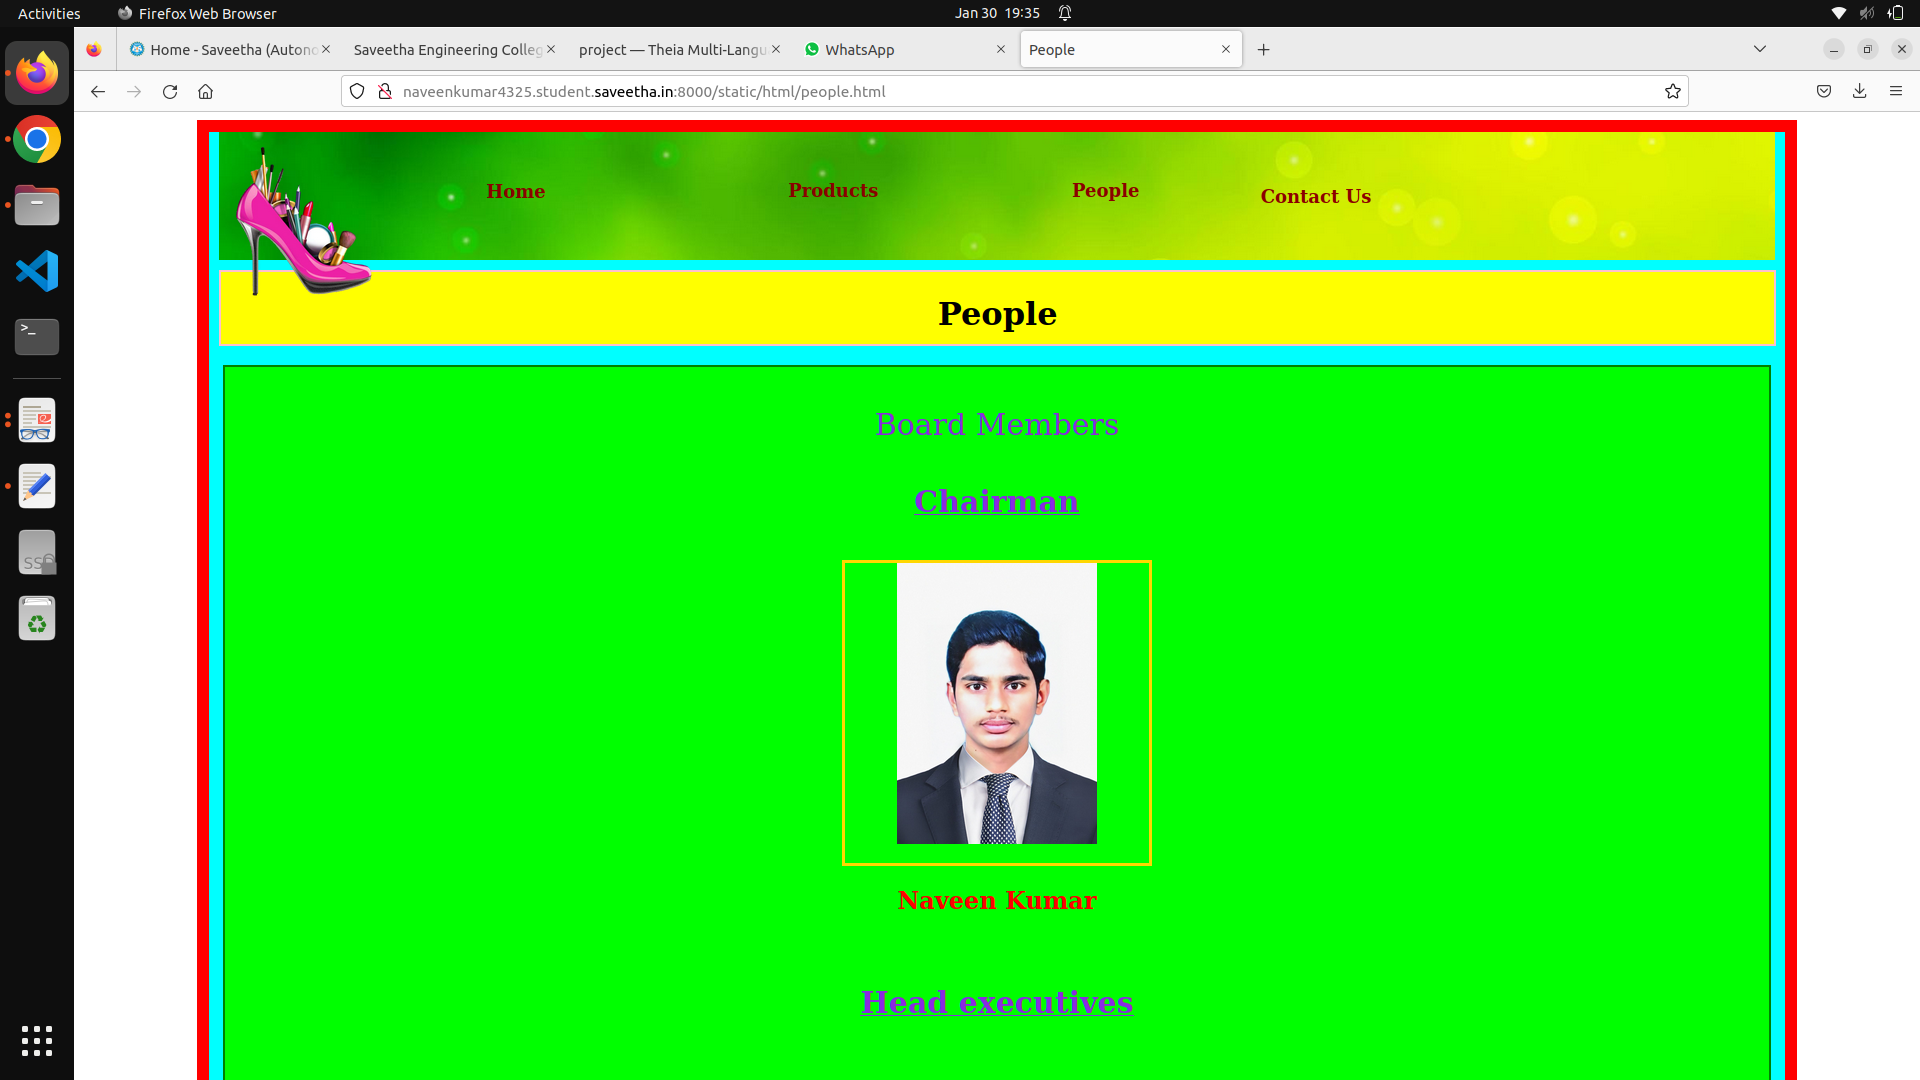 Activities
Firefox Web Browser
Jan 30 19:35
Home - Saveetha (Autono
Saveetha Engineering Colleg
project — Theia Multi-Langu
WhatsApp
People
naveenkumar4325.student.saveetha.in:8000/static/html/people.html
Home
Products
People
Contact Us
People
Board Members
Chairman
Naveen Kumar
Head executives
>_
SS